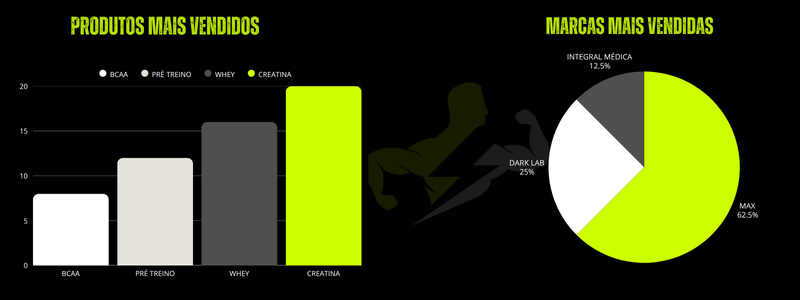 PRODUTOS MAIS VENDIDOS
BCAA PRÉ TREINO WHEY CREATINA
20
15
10
5
0
BCAA PRÉ TREINO WHEY CREATINA
MARCAS MAIS VENDIDAS
INTEGRAL MÉDICA
12.5%
DARK LAB
25%
MAX
62.5%